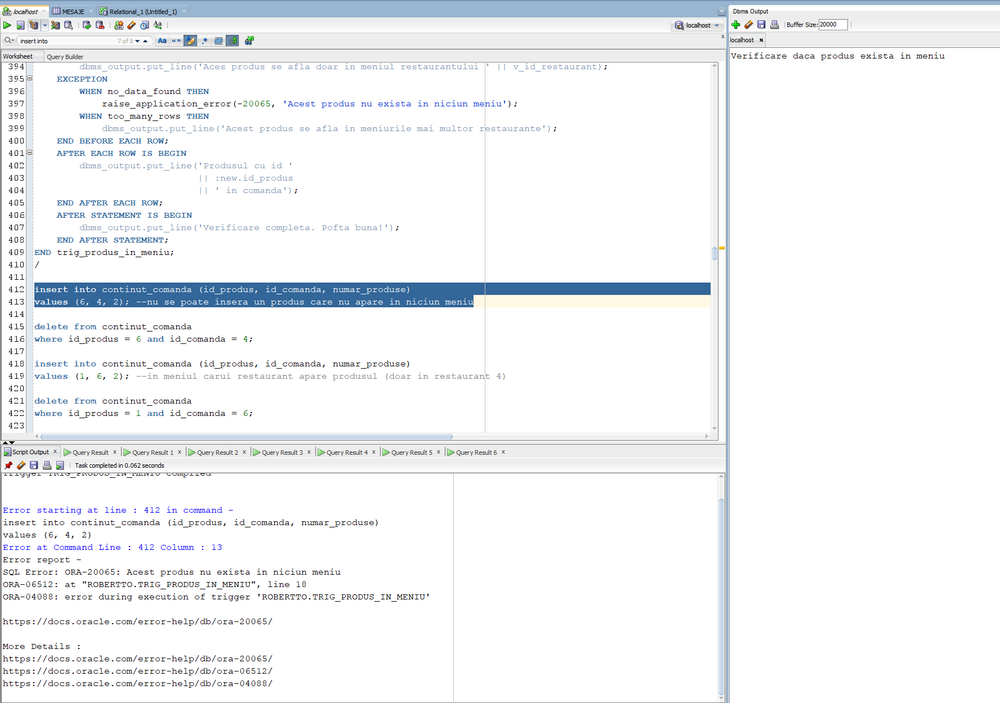 localhost
MESAJE
Relational_1 (Untitled_1)
localhost
insert into
7 of 8
Aa
Worksheet
Query Builder
394 dbms_output.put_line('Aces produs se afla doar in meniul restaurantului ' || v_id_restaurant);
395 EXCEPTION
396 WHEN no_data_found THEN
397 raise_application_error(-20065, 'Acest produs nu exista in niciun meniu');
398 WHEN too_many_rows THEN
399 dbms_output.put_line('Acest produs se afla in meniurile mai multor restaurante');
400 END BEFORE EACH ROW;
401 AFTER EACH ROW IS BEGIN
402 dbms_output.put_line('Produsul cu id '
403 || :new.id_produs
404 || ' in comanda');
405 END AFTER EACH ROW;
406 AFTER STATEMENT IS BEGIN
407 dbms_output.put_line('Verificare completa. Pofta buna!');
408 END AFTER STATEMENT;
409 END trig_produs_in_meniu;
410 /
411
412 insert into continut_comanda (id_produs, id_comanda, numar_produse)
413 values (6, 4, 2); --nu se poate insera un produs care nu apare in niciun meniu
414
415 delete from continut_comanda
416 where id_produs = 6 and id_comanda = 4;
417
418 insert into continut_comanda (id_produs, id_comanda, numar_produse)
419 values (1, 6, 2); --in meniul carui restaurant apare produsul (doar in restaurant 4)
420
421 delete from continut_comanda
422 where id_produs = 1 and id_comanda = 6;
423
Script Output
Query Result
Query Result 1
Query Result 2
Query Result 3
Query Result 4
Query Result 5
Query Result 6
Task completed in 0.062 seconds
Trigger TRIG_PRODUS_IN_MENIU compiled
Error starting at line : 412 in command -
insert into continut_comanda (id_produs, id_comanda, numar_produse)
values (6, 4, 2)
Error at Command Line : 412 Column : 13
Error report -
SQL Error: ORA-20065: Acest produs nu exista in niciun meniu
ORA-06512: at "ROBERTTO.TRIG_PRODUS_IN_MENIU", line 18
ORA-04088: error during execution of trigger 'ROBERTTO.TRIG_PRODUS_IN_MENIU'
https://docs.oracle.com/error-help/db/ora-20065/
More Details :
https://docs.oracle.com/error-help/db/ora-20065/
https://docs.oracle.com/error-help/db/ora-06512/
https://docs.oracle.com/error-help/db/ora-04088/
Dbms Output
Buffer Size: 20000
localhost
Verificare daca produs exista in meniu